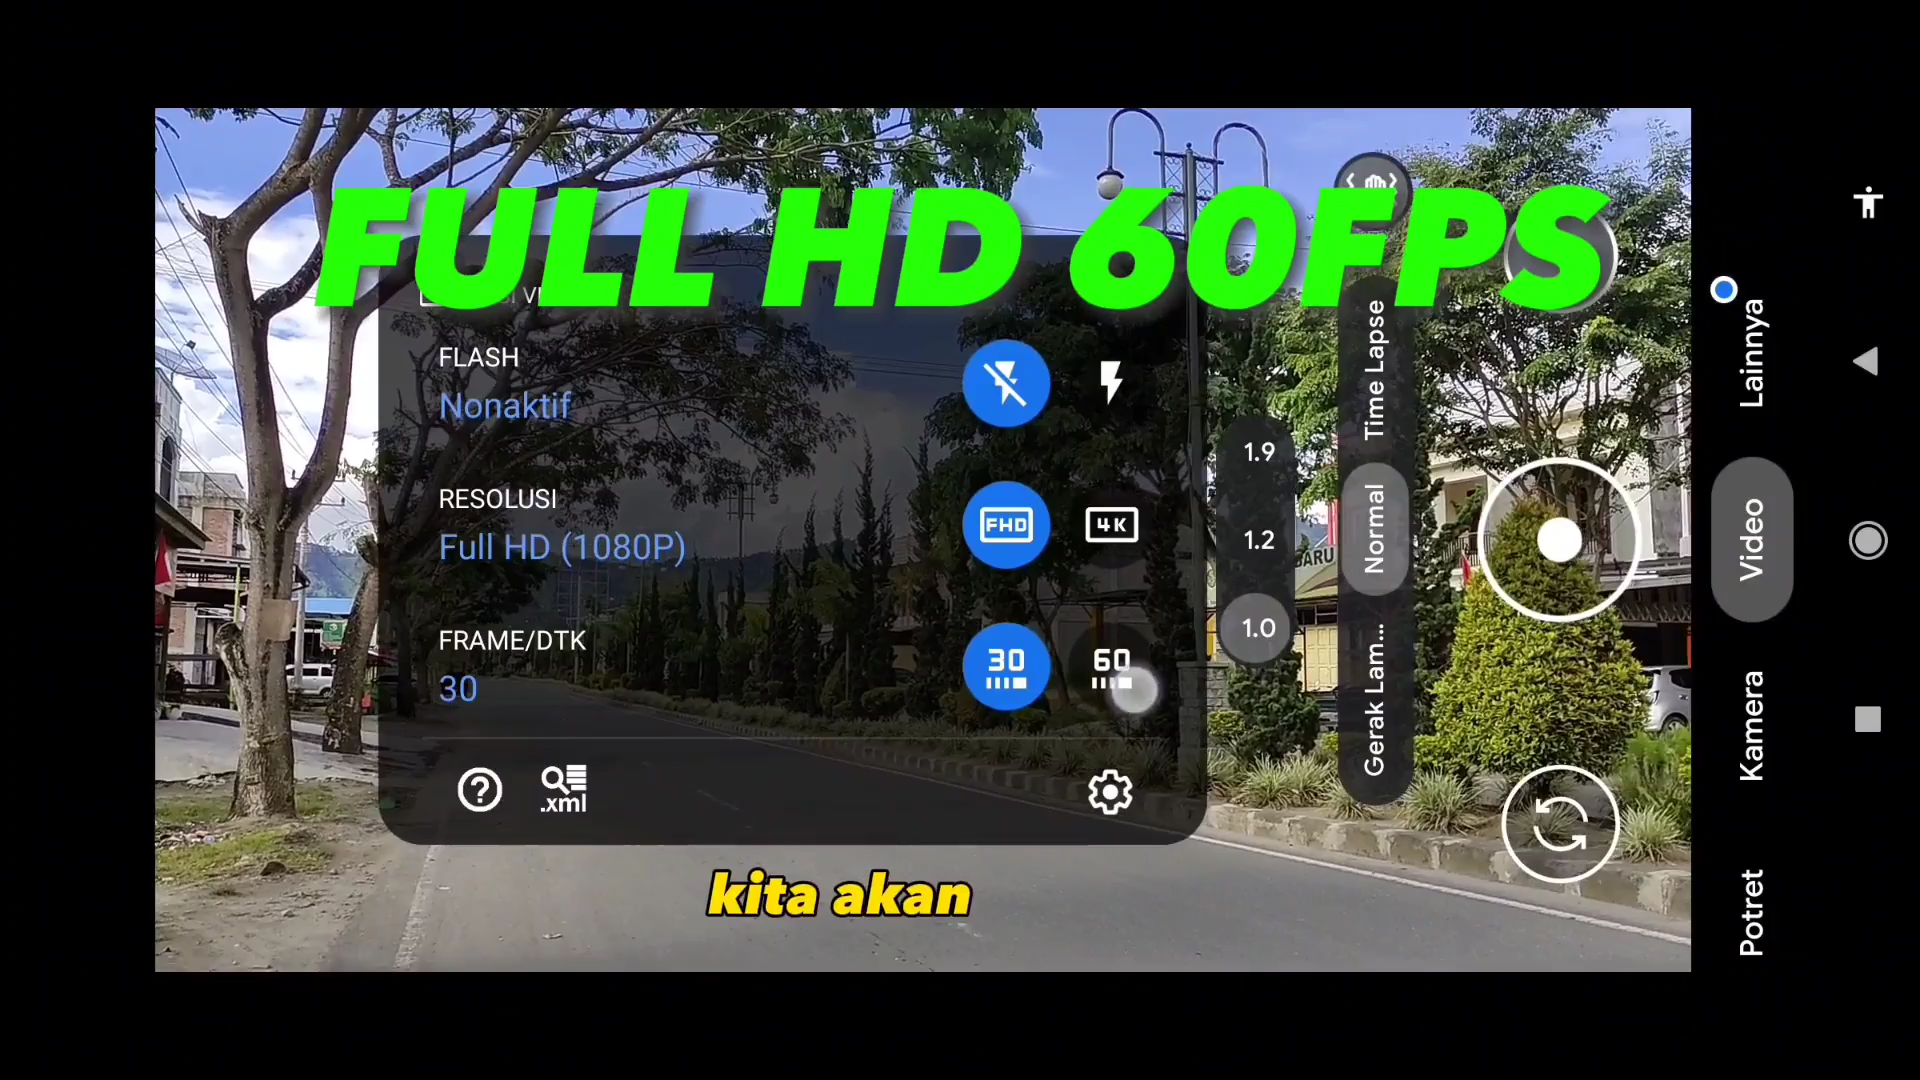 FULL HD 60FPS
FLASH
Nonaktif
RESOLUSI
Full HD (1080P)
FHD
4K
FRAME/DTK
30
30
60
.xml
1.9
1.2
1.0
Time Lapse
Normal
Gerak Lam...
Lainnya
Video
Kamera
Potret
kita akan